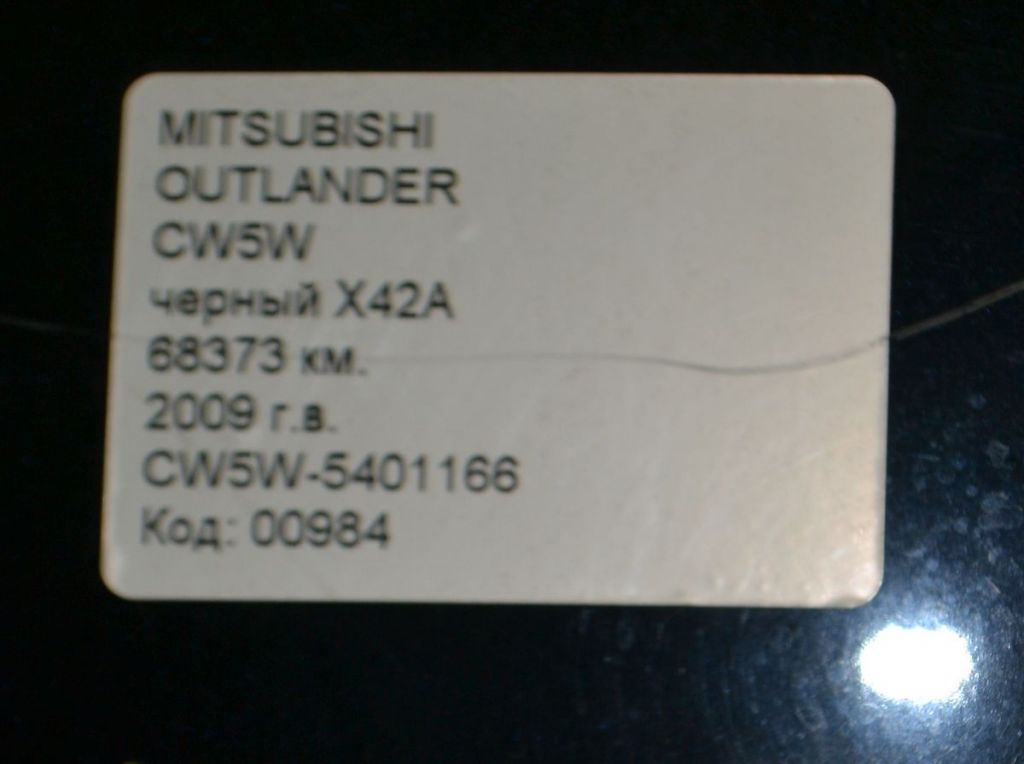 MITSUBISHI
OUTLANDER
CW5W
черный X42A
68373 км.
2009 г.в.
CW5W-5401166
Код: 00984